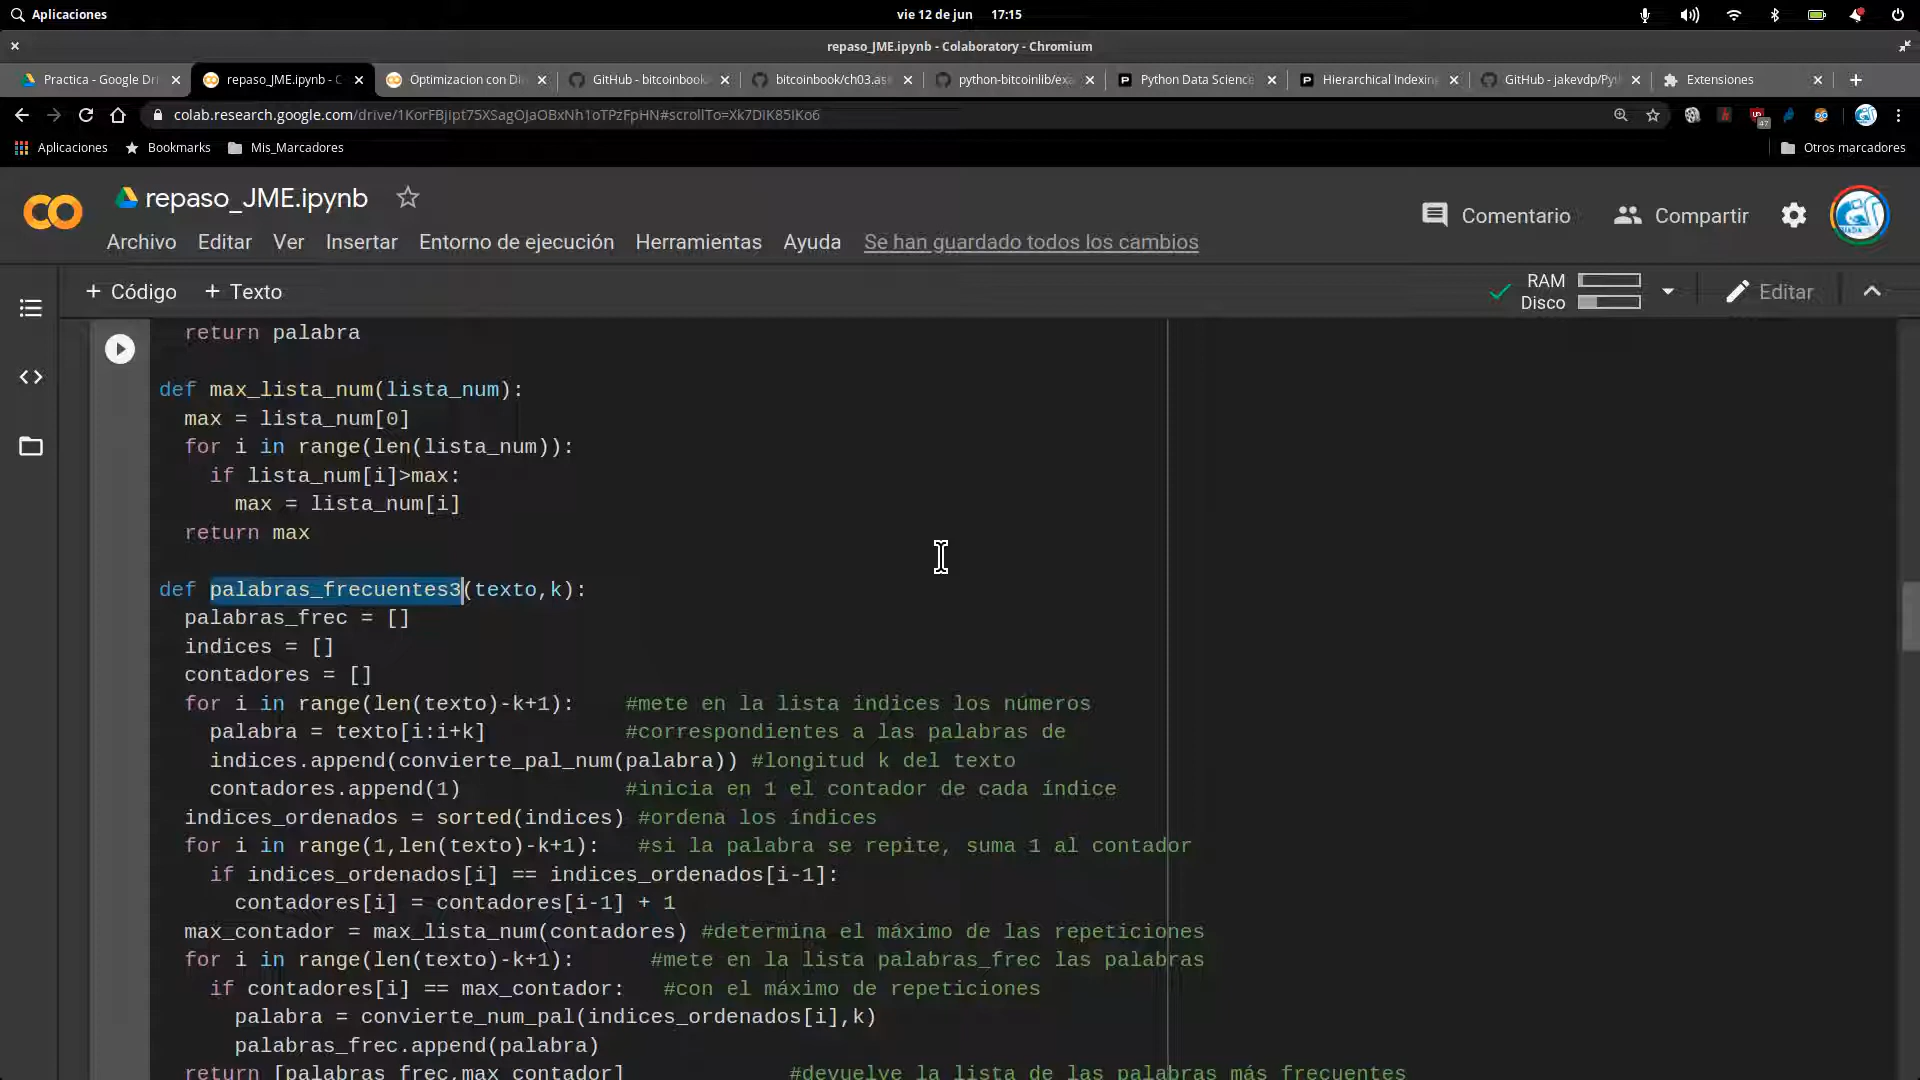 Aplicaciones
vie 12 de jun 17:15
repaso_JME.ipynb - Colaboratory - Chromium
Practica - Google Dri
repaso_JME.ipynb - C
Optimizacion con Di
GitHub - bitcoinbook
bitcoinbook/ch03.as
python-bitcoinlib/exa
Python Data Science
Hierarchical Indexing
GitHub - jakevdp/Pyt
Extensiones
colab.research.google.com/drive/1KorFBjIpt75XSagOJaOBxNh1oTPzFpHN#scrollTo=Xk7DIK85IKo6
47
Aplicaciones
Bookmarks
Mis_Marcadores
Otros marcadores
repaso_JME.ipynb
Comentario
Compartir
Archivo Editar Ver Insertar Entorno de ejecución Herramientas Ayuda Se han guardado todos los cambios
+ Código + Texto
RAM
Disco
Editar
return palabra
def max_lista_num(lista_num):
max = lista_num[0]
for i in range(len(lista_num)):
if lista_num[i]>max:
max = lista_num[i]
return max
def palabras_frecuentes3(texto,k):
palabras_frec = []
indices = []
contadores = []
for i in range(len(texto)-k+1): #mete en la lista indices los números
palabra = texto[i:i+k] #correspondientes a las palabras de
indices.append(convierte_pal_num(palabra)) #longitud k del texto
contadores.append(1) #inicia en 1 el contador de cada índice
indices_ordenados = sorted(indices) #ordena los índices
for i in range(1,len(texto)-k+1): #si la palabra se repite, suma 1 al contador
if indices_ordenados[i] == indices_ordenados[i-1]:
contadores[i] = contadores[i-1] + 1
max_contador = max_lista_num(contadores) #determina el máximo de las repeticiones
for i in range(len(texto)-k+1): #mete en la lista palabras_frec las palabras
if contadores[i] == max_contador: #con el máximo de repeticiones
palabra = convierte_num_pal(indices_ordenados[i],k)
palabras_frec.append(palabra)
return [palabras_frec,max_contador] #devuelve la lista de las palabras más frecuentes